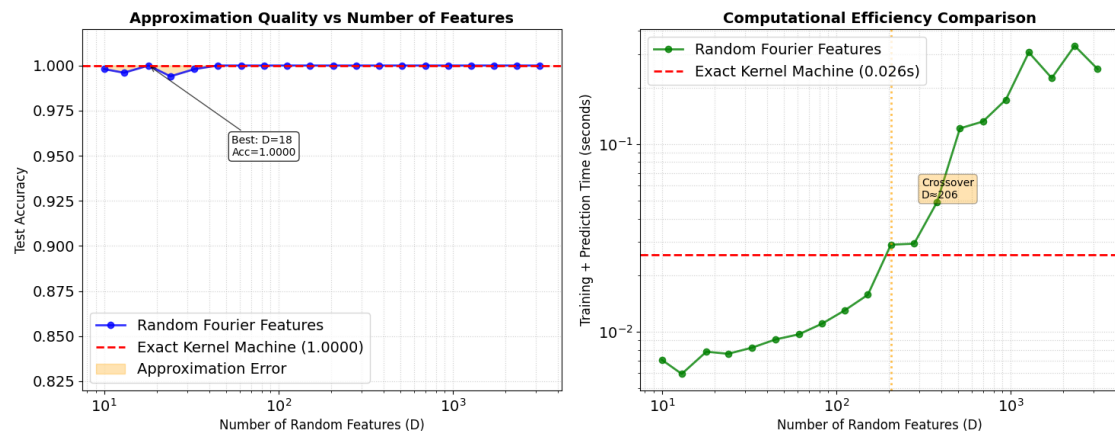 Approximation Quality vs Number of Features
Test Accuracy
1.000
0.975
0.950
0.925
0.900
0.875
0.850
0.825
Best: D=18
Acc=1.0000
Random Fourier Features
Exact Kernel Machine (1.0000)
Approximation Error
10¹
10²
10³
Number of Random Features (D)
Computational Efficiency Comparison
Training + Prediction Time (seconds)
Random Fourier Features
Exact Kernel Machine (0.026s)
10⁻¹
10⁻²
Crossover
D≈206
10¹
10²
10³
Number of Random Features (D)